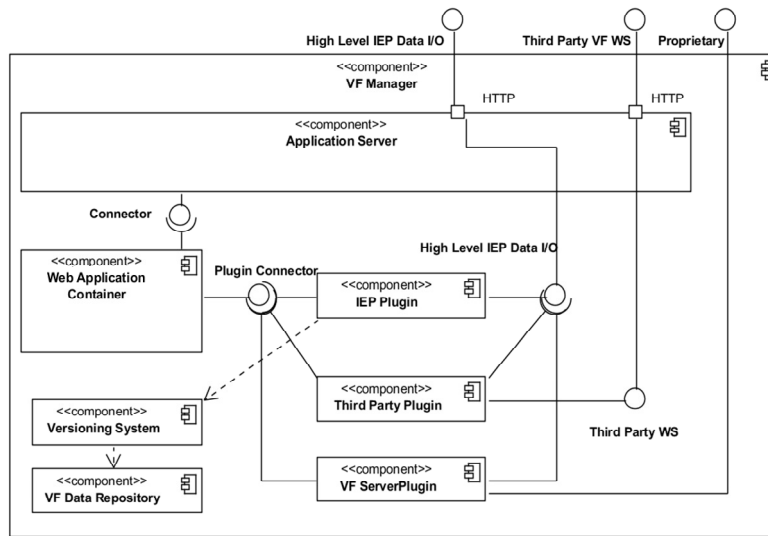 High Level IEP Data I/O
Third Party VF WS
Proprietary
<<component>>
VF Manager
HTTP
HTTP
<<component>>
Application Server
Connector
<<component>>
Web Application
Container
Plugin Connector
High Level IEP Data I/O
<<component>>
IEP Plugin
<<component>>
Third Party Plugin
<<component>>
Versioning System
Third Party WS
<<component>>
VF Data Repository
<<component>>
VF ServerPlugin